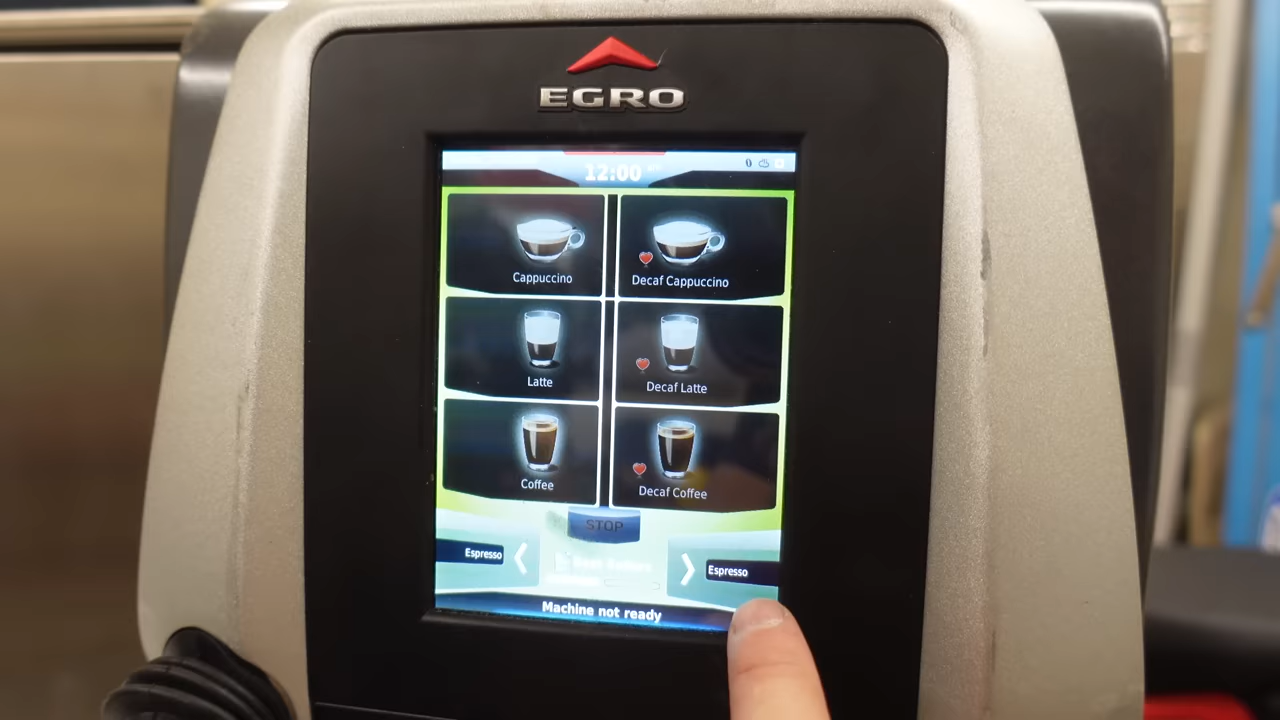 EGRO
12:00
Cappuccino
Decaf Cappuccino
Latte
Decaf Latte
Coffee
Decaf Coffee
STOP
Espresso
Espresso
Machine not ready